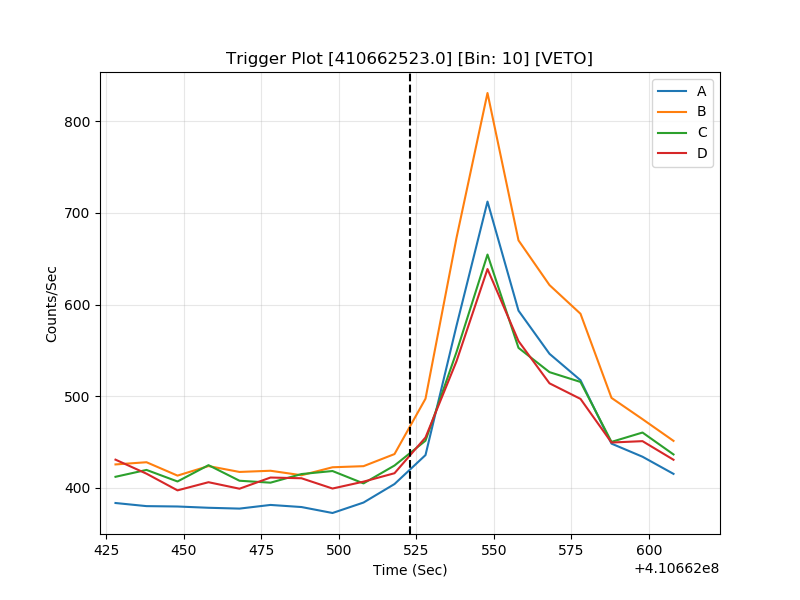 Trigger Plot [410662523.0] [Bin: 10] [VETO]
A
B
C
D
800
700
600
500
400
Counts/Sec
425 450 475 500 525 550 575 600
Time (Sec)
+4.10662e8